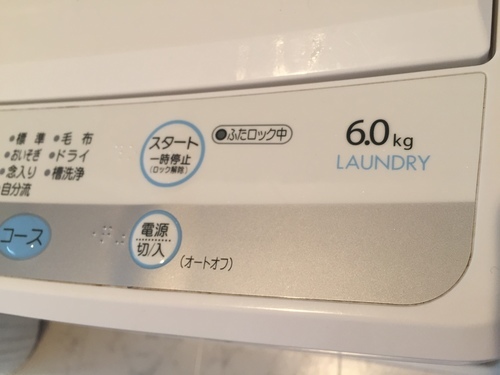 •標 準 •毛 布
•おいそぎ •ドライ
•念入り •槽洗浄
•自分流
スタート
一時停止
(ロック解除)
●ふたロック中
6.0kg
LAUNDRY
コース
電源
切/入
(オートオフ)